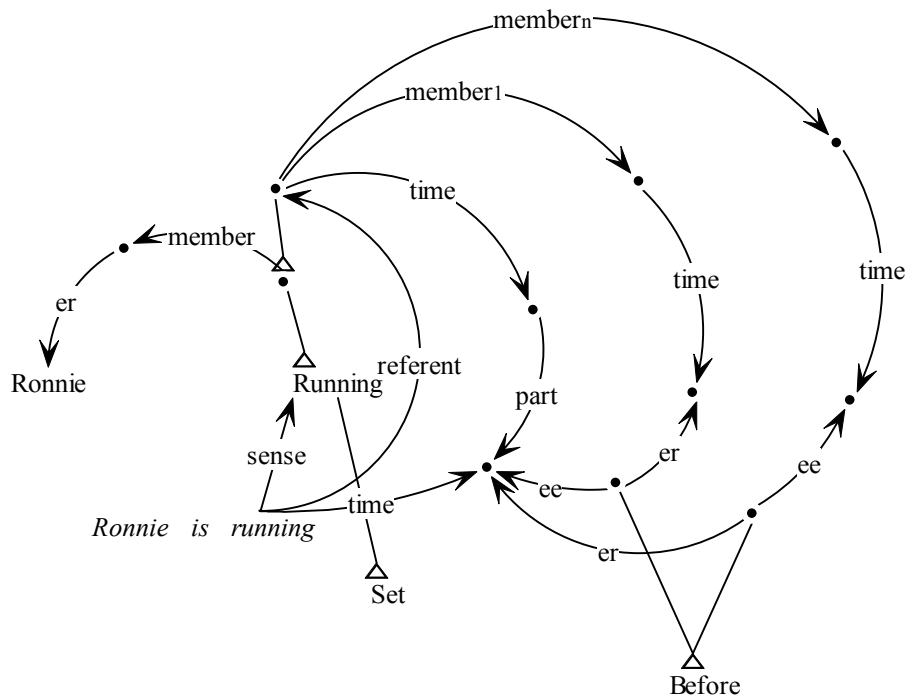 membern
member1
time
member
time
time
er
referent
Ronnie
Running
part
sense
er
ee
ee
time
Ronnie is running
er
Set
Before